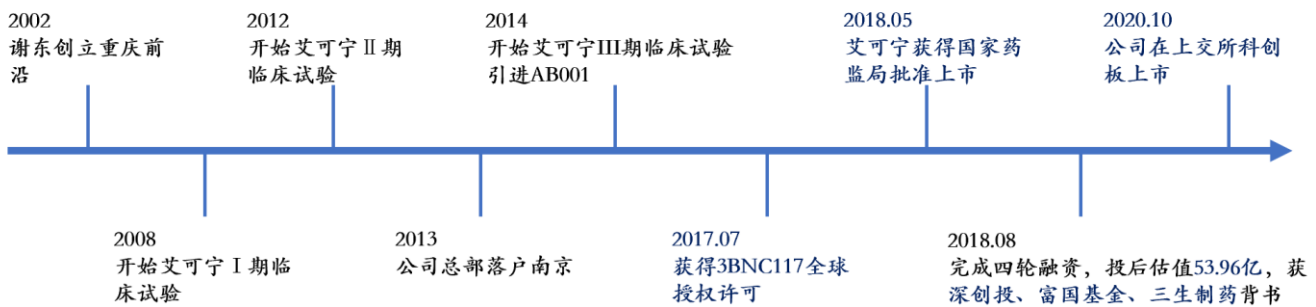 2002
谢东创立重庆前
沿
2012
开始艾可宁Ⅱ期
临床试验
2014
开始艾可宁III期临床试验
引进AB001
2018.05
艾可宁获得国家药
监局批准上市
2020.10
公司在上交所科创
板上市
2008
开始艾可宁Ⅰ期临
床试验
2013
公司总部落户南京
2017.07
获得3BNC117全球
授权许可
2018.08
完成四轮融资，投后估值53.96亿，获
深创投、富国基金、三生制药背书